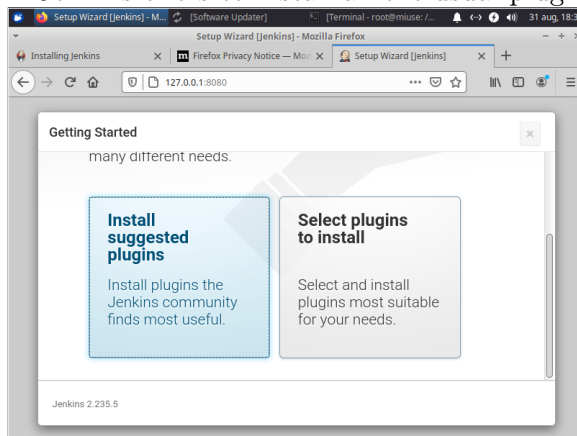 Setup Wizard [Jenkins] - M... [Software Updater] [Terminal - root@miuse: /... 31 aug, 18:3
Setup Wizard [Jenkins] - Mozilla Firefox
Installing Jenkins Firefox Privacy Notice — Moz Setup Wizard [Jenkins]
127.0.0.1:8080
Getting Started
many different needs.
Install
suggested
plugins
Install plugins the
Jenkins community
finds most useful.
Select plugins
to install
Select and install
plugins most suitable
for your needs.
Jenkins 2.235.5